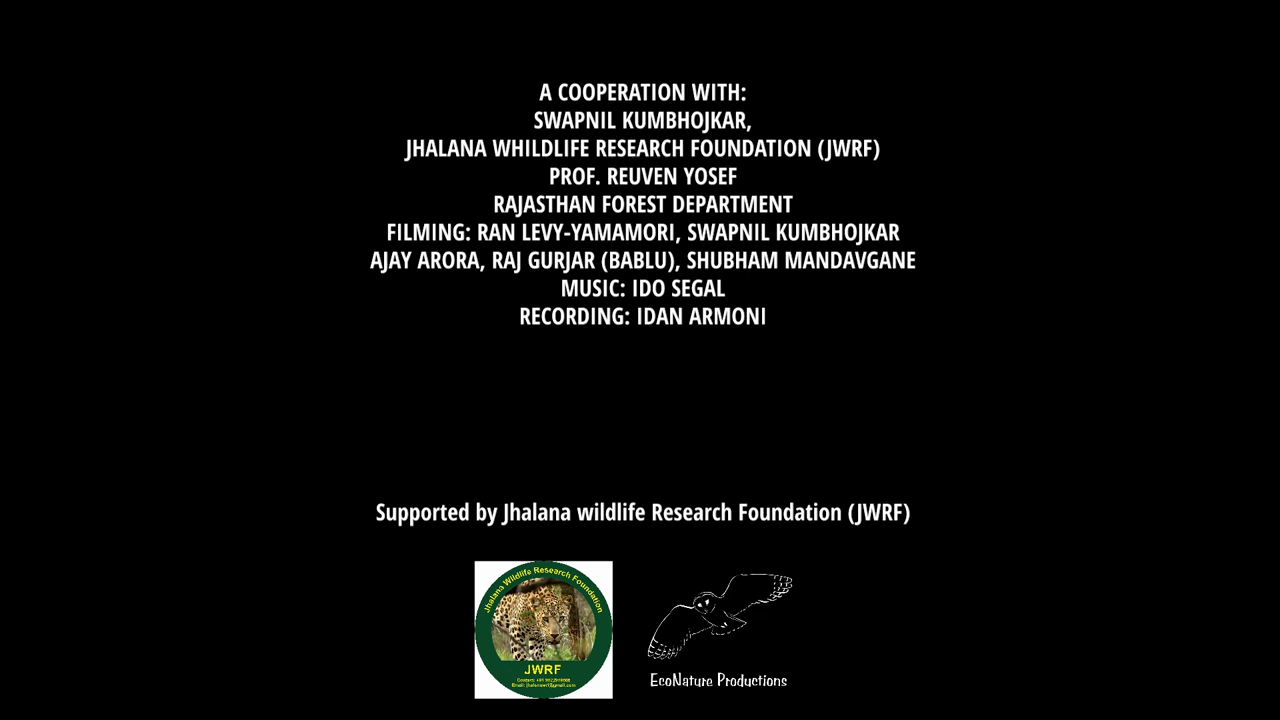 A COOPERATION WITH:
SWAPNIL KUMBHOJKAR,
JHALANA WHILDLIFE RESEARCH FOUNDATION (JWRF)
PROF. REUVEN YOSEF
RAJASTHAN FOREST DEPARTMENT
FILMING: RAN LEVY-YAMAMORI, SWAPNIL KUMBHOJKAR
AJAY ARORA, RAJ GURJAR (BABLU), SHUBHAM MANDAVGANE
MUSIC: IDO SEGAL
RECORDING: IDAN ARMONI
Supported by Jhalana wildlife Research Foundation (JWRF)
Jhalana Wildlife Research Foundation
JWRF
EcoNature Productions